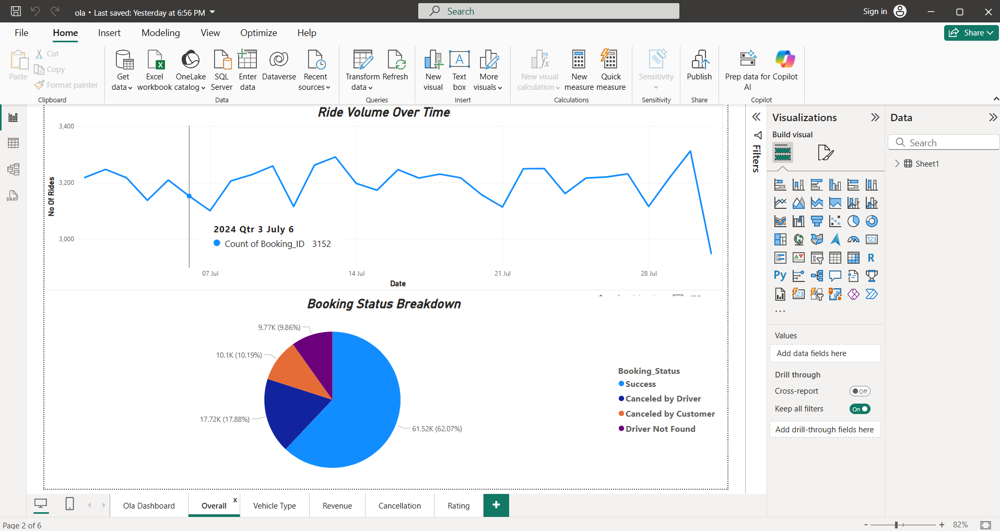 ola • Last saved: Yesterday at 6:56 PM
Search
Sign in
File Home Insert Modeling View Optimize Help
Share
Paste
Cut
Copy
Format painter
Clipboard
Get data
Excel workbook
OneLake catalog
SQL Server
Enter data
Dataverse
Recent sources
Data
Transform data
Refresh
Queries
New visual
Text box
More visuals
Insert
New visual calculation
New measure
Quick measure
Calculations
Sensitivity
Sensitivity
Publish
Share
Prep data for AI
Copilot
Copilot
Ride Volume Over Time
No Of Rides
3,400
3,200
3,000
2024 Qtr 3 July 6
Count of Booking_ID 3152
07 Jul 14 Jul 21 Jul 28 Jul
Date
Booking Status Breakdown
9.77K (9.86%)
10.1K (10.19%)
17.72K (17.88%)
61.52K (62.07%)
Booking_Status
Success
Canceled by Driver
Canceled by Customer
Driver Not Found
Filters
Visualizations
Build visual
123
R
Py
123
...
Values
Add data fields here
Drill through
Cross-report Off
Keep all filters On
Add drill-through fields here
Data
Search
Sheet1
DAX
Ola Dashboard Overall x Vehicle Type Revenue Cancellation Rating +
Page 2 of 6
- + 82%